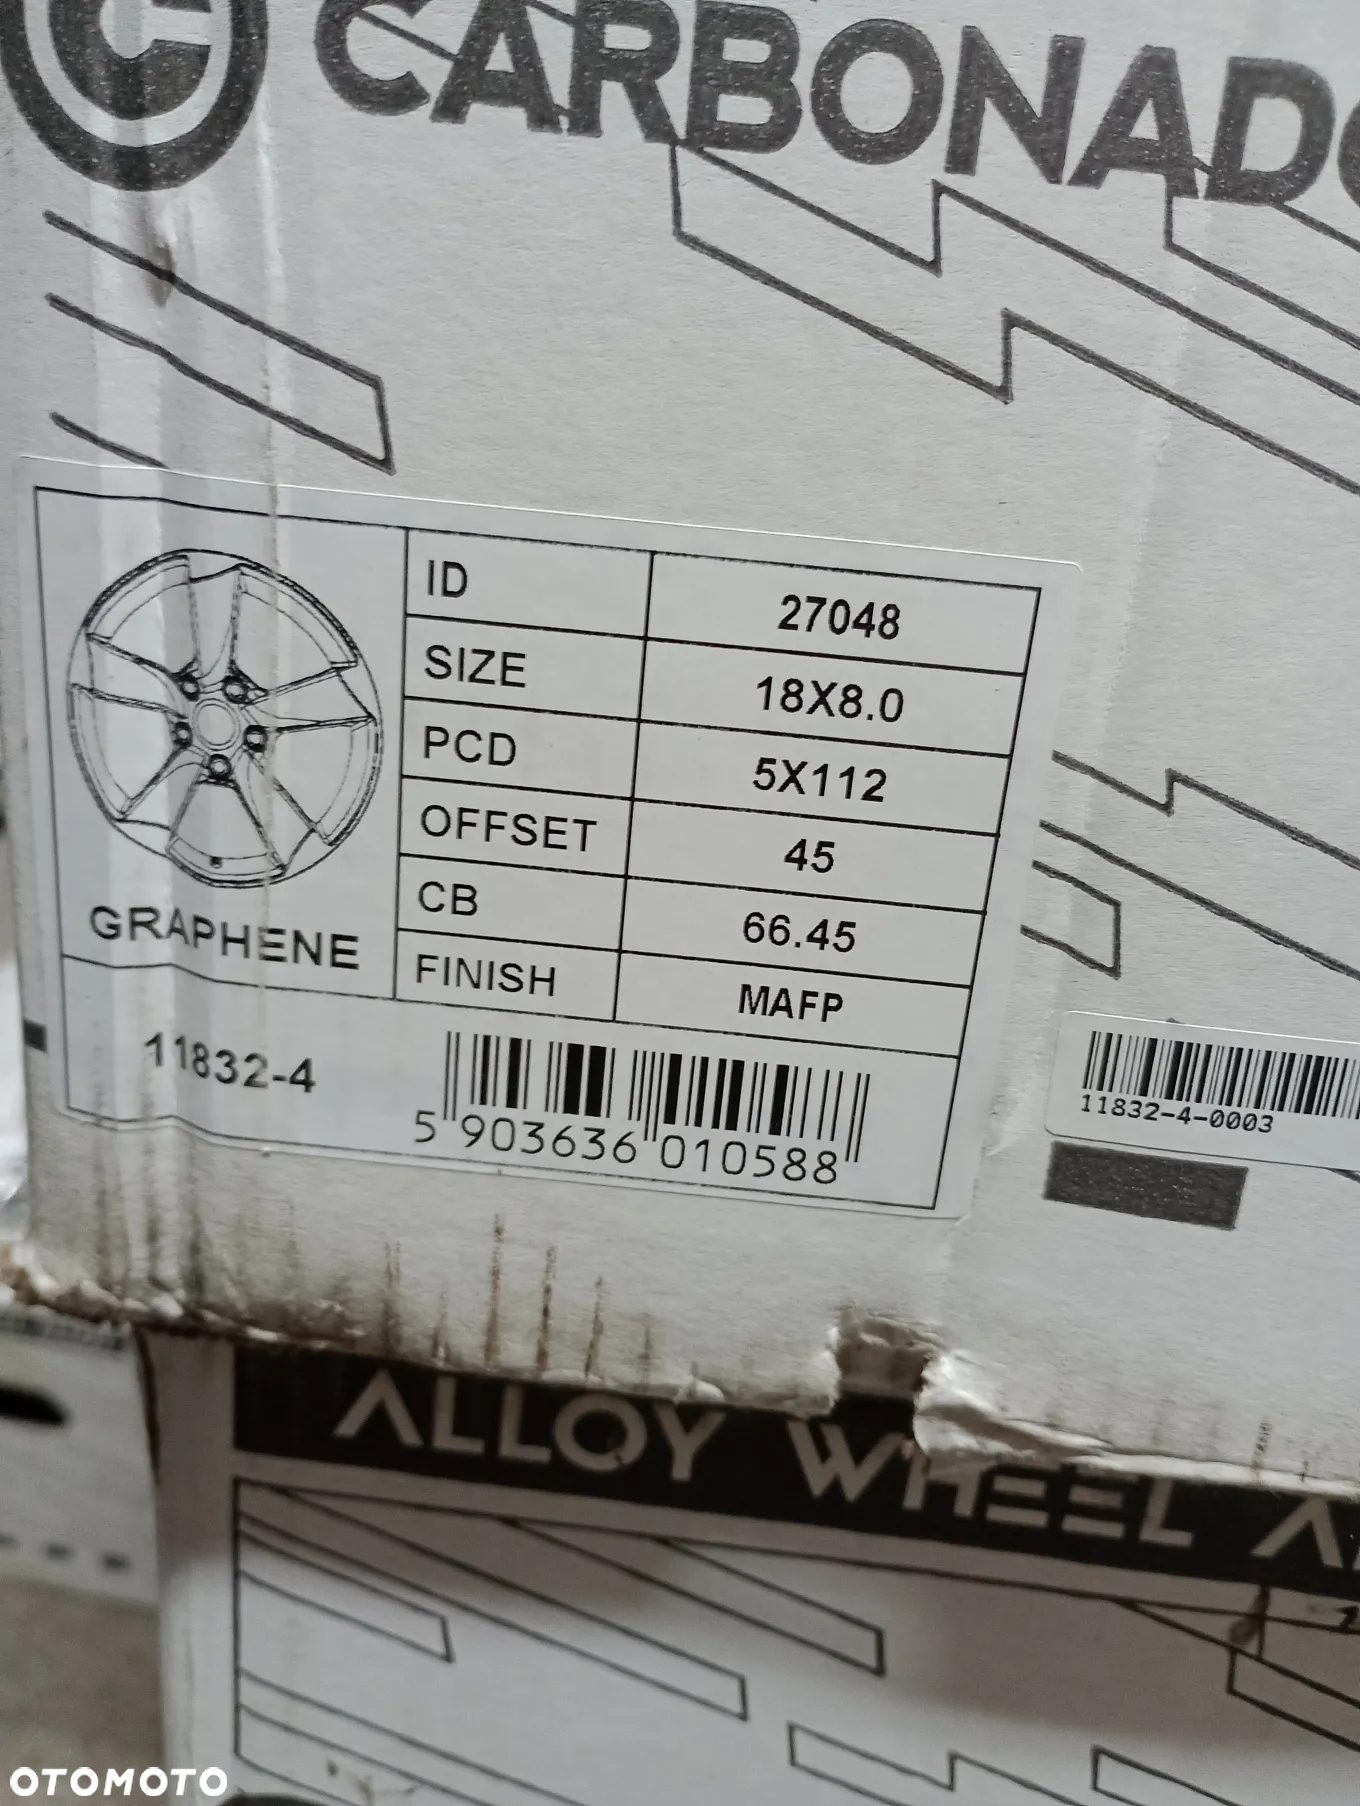 CARBONADO
ID 27048
SIZE 18X8.0
PCD 5X112
OFFSET 45
CB 66.45
FINISH MAFP
GRAPHENE
11832-4
5 903636 010588
11832-4-0003
ALLOY WHEEL
OTOMOTO